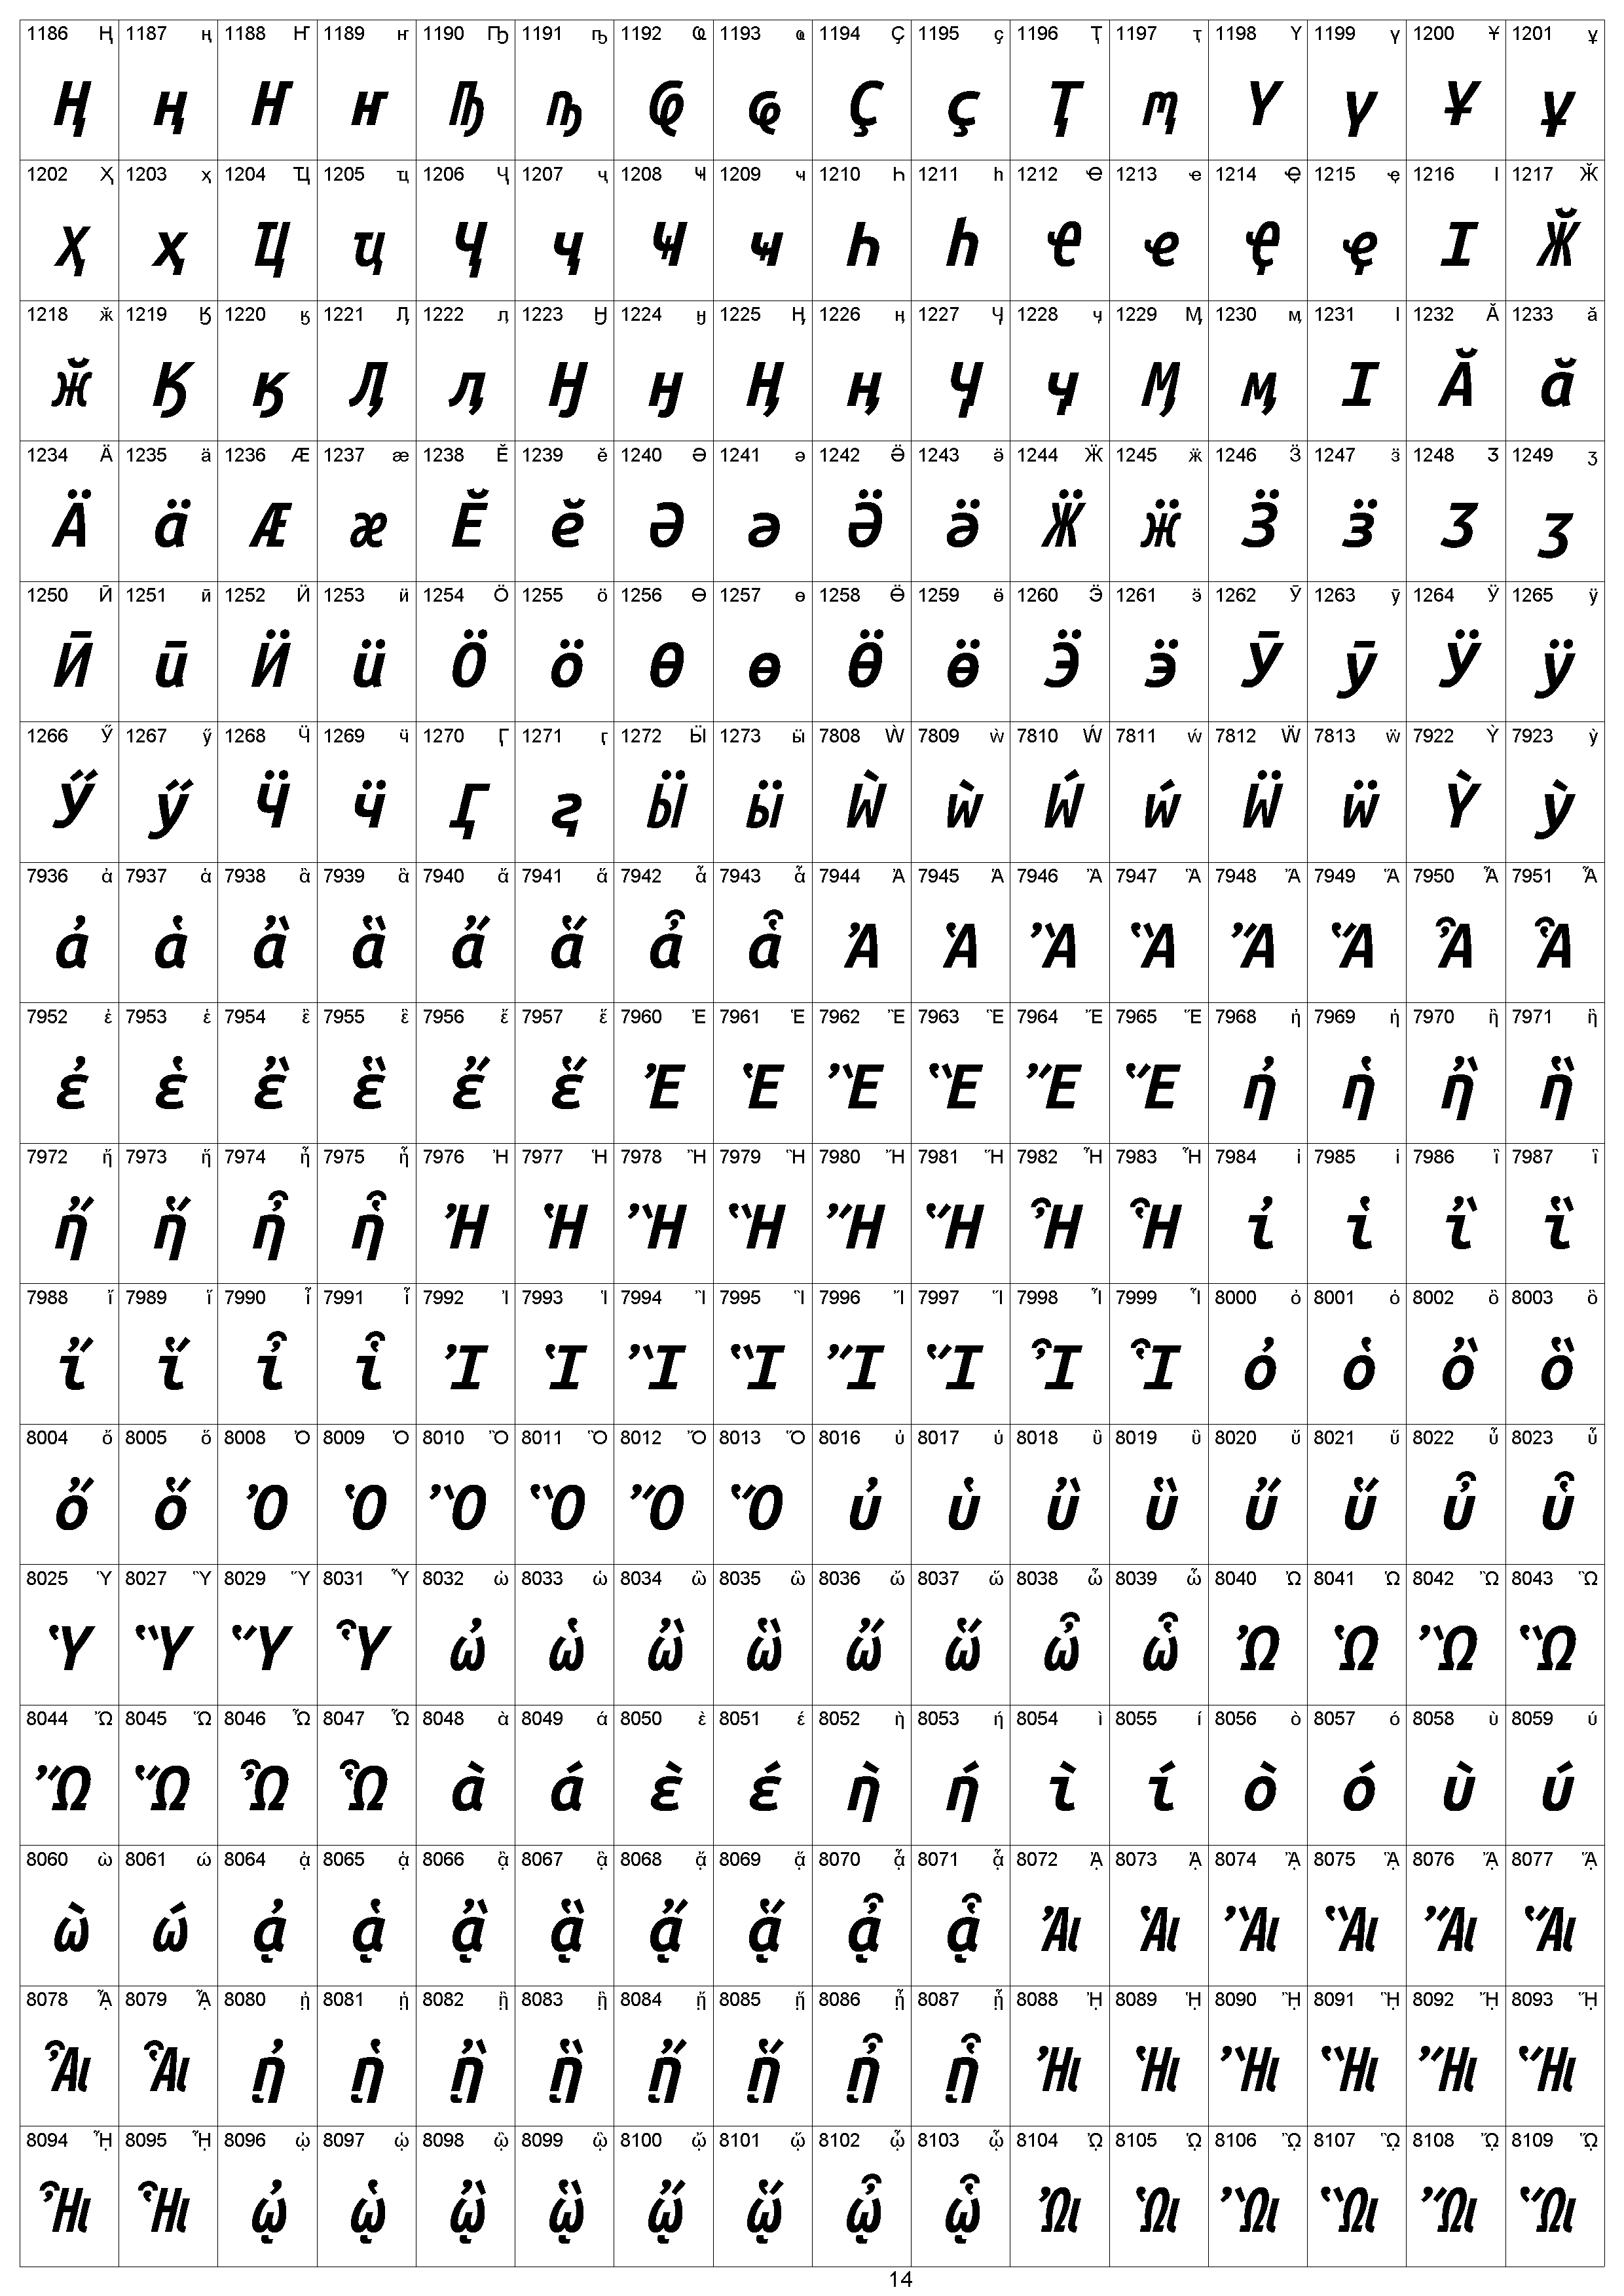 1186 Ң 1187 ң 1188 Ҥ 1189 ҥ 1190 Ҧ 1191 ҧ 1192 Ҩ 1193 ҩ 1194 Ҫ 1195 ҫ 1196 Ҭ 1197 ҭ 1198 Ү 1199 ү 1200 Ұ 1201 ұ
Ң ң Ҥ ҥ Ҧ ҧ Ҩ ҩ Ҫ ҫ Ҭ ҭ Ү ү Ұ ұ
1202 Ҳ 1203 ҳ 1204 Ҵ 1205 ҵ 1206 Ҷ 1207 ҷ 1208 Ҹ 1209 ҹ 1210 Һ 1211 һ 1212 Ҽ 1213 ҽ 1214 Ҿ 1215 ҿ 1216 Ӏ 1217 Ӂ
Ҳ ҳ Ҵ ҵ Ҷ ҷ Ҹ ҹ Һ һ Ҽ ҽ Ҿ ҿ Ӏ Ӂ
1218 ӂ 1219 Ӄ 1220 ӄ 1221 Ӆ 1222 ӆ 1223 Ӈ 1224 ӈ 1225 Ӊ 1226 ӊ 1227 Ӌ 1228 ӌ 1229 Ӎ 1230 ӎ 1231 ӏ 1232 Ӑ 1233 ӑ
ӂ Ӄ ӄ Ӆ ӆ Ӈ ӈ Ӊ ӊ Ӌ ӌ Ӎ ӎ ӏ Ӑ ӑ
1234 Ӓ 1235 ӓ 1236 Ӕ 1237 ӕ 1238 Ӗ 1239 ӗ 1240 Ә 1241 ә 1242 Ӛ 1243 ӛ 1244 Ӝ 1245 ӝ 1246 Ӟ 1247 ӟ 1248 Ӡ 1249 ӡ
Ӓ ӓ Ӕ ӕ Ӗ ӗ Ә ә Ӛ ӛ Ӝ ӝ Ӟ ӟ Ӡ ӡ
1250 Ӣ 1251 ӣ 1252 Ӥ 1253 ӥ 1254 Ӧ 1255 ӧ 1256 Ө 1257 ө 1258 Ӫ 1259 ӫ 1260 Ӭ 1261 ӭ 1262 Ӯ 1263 ӯ 1264 Ӱ 1265 ӱ
Ӣ ӣ Ӥ ӥ Ӧ ӧ Ө ө Ӫ ӫ Ӭ ӭ Ӯ ӯ Ӱ ӱ
1266 Ӳ 1267 ӳ 1268 Ӵ 1269 ӵ 1270 Ӷ 1271 ӷ 1272 Ӹ 1273 ӹ 7808 Ẁ 7809 ẁ 7810 Ẃ 7811 ẃ 7812 Ẅ 7813 ẅ 7922 Ỳ 7923 ỳ
Ӳ ӳ Ӵ ӵ Ӷ ӷ Ӹ ӹ Ẁ ẁ Ẃ ẃ Ẅ ẅ Ỳ ỳ
7936 ἀ 7937 ἁ 7938 ἂ 7939 ἃ 7940 ἄ 7941 ἅ 7942 ἆ 7943 ἇ 7944 Ἀ 7945 Ἁ 7946 Ἂ 7947 Ἃ 7948 Ἄ 7949 Ἅ 7950 Ἆ 7951 Ἇ
ἀ ἁ ἂ ἃ ἄ ἅ ἆ ἇ Ἀ Ἁ Ἂ Ἃ Ἄ Ἅ Ἆ Ἇ
7952 ἐ 7953 ἑ 7954 ἒ 7955 ἓ 7956 ἔ 7957 ἕ 7960 Ἐ 7961 Ἑ 7962 Ἒ 7963 Ἓ 7964 Ἔ 7965 Ἕ 7968 ἠ 7969 ἡ 7970 ἢ 7971 ἣ
ἐ ἑ ἒ ἓ ἔ ἕ Ἐ Ἑ Ἒ Ἓ Ἔ Ἕ ἠ ἡ ἢ ἣ
7972 ἤ 7973 ἥ 7974 ἦ 7975 ἧ 7976 Ἠ 7977 Ἡ 7978 Ἢ 7979 Ἣ 7980 Ἤ 7981 Ἥ 7982 Ἦ 7983 Ἧ 7984 ἰ 7985 ἱ 7986 ἲ 7987 ἳ
ἤ ἥ ἦ ἧ Ἠ Ἡ Ἢ Ἣ Ἤ Ἥ Ἦ Ἧ ἰ ἱ ἲ ἳ
7988 ἴ 7989 ἵ 7990 ἶ 7991 ἷ 7992 Ἰ 7993 Ἱ 7994 Ἲ 7995 Ἳ 7996 Ἴ 7997 Ἵ 7998 Ἶ 7999 Ἷ 8000 ὀ 8001 ὁ 8002 ὂ 8003 ὃ
ἴ ἵ ἶ ἷ Ἰ Ἱ Ἲ Ἳ Ἴ Ἵ Ἶ Ἷ ὀ ὁ ὂ ὃ
8004 ὄ 8005 ὅ 8008 Ὀ 8009 Ὁ 8010 Ὂ 8011 Ὃ 8012 Ὄ 8013 Ὅ 8016 ὐ 8017 ὑ 8018 ὒ 8019 ὓ 8020 ὔ 8021 ὕ 8022 ὖ 8023 ὗ
ὄ ὅ Ὀ Ὁ Ὂ Ὃ Ὄ Ὅ ὐ ὑ ὒ ὓ ὔ ὕ ὖ ὗ
8025 Ὑ 8027 Ὓ 8029 Ὕ 8031 Ὗ 8032 ὠ 8033 ὡ 8034 ὢ 8035 ὣ 8036 ὤ 8037 ὥ 8038 ὦ 8039 ὧ 8040 Ὠ 8041 Ὡ 8042 Ὢ 8043 Ὣ
Ὑ Ὓ Ὕ Ὗ ὠ ὡ ὢ ὣ ὤ ὥ ὦ ὧ Ὠ Ὡ Ὢ Ὣ
8044 Ὤ 8045 Ὥ 8046 Ὦ 8047 Ὧ 8048 ὰ 8049 ά 8050 ὲ 8051 έ 8052 ὴ 8053 ή 8054 ὶ 8055 ί 8056 ὸ 8057 ό 8058 ὺ 8059 ύ
Ὤ Ὥ Ὦ Ὧ ὰ ά ὲ έ ὴ ή ὶ ί ὸ ό ὺ ύ
8060 ὼ 8061 ώ 8064 ᾀ 8065 ᾁ 8066 ᾂ 8067 ᾃ 8068 ᾄ 8069 ᾅ 8070 ᾆ 8071 ᾇ 8072 ᾈ 8073 ᾉ 8074 ᾊ 8075 ᾋ 8076 ᾌ 8077 ᾍ
ὼ ώ ᾀ ᾁ ᾂ ᾃ ᾄ ᾅ ᾆ ᾇ ᾈ ᾉ ᾊ ᾋ ᾌ ᾍ
8078 ᾎ 8079 ᾏ 8080 ᾐ 8081 ᾑ 8082 ᾒ 8083 ᾓ 8084 ᾔ 8085 ᾕ 8086 ᾖ 8087 ᾗ 8088 ᾘ 8089 ᾙ 8090 ᾚ 8091 ᾛ 8092 ᾜ 8093 ᾝ
ᾎ ᾏ ᾐ ᾑ ᾒ ᾓ ᾔ ᾕ ᾖ ᾗ ᾘ ᾙ ᾚ ᾛ ᾜ ᾝ
8094 ᾞ 8095 ᾟ 8096 ᾠ 8097 ᾡ 8098 ᾢ 8099 ᾣ 8100 ᾤ 8101 ᾥ 8102 ᾦ 8103 ᾧ 8104 ᾨ 8105 ᾩ 8106 ᾪ 8107 ᾫ 8108 ᾬ 8109 ᾭ
ᾞ ᾟ ᾠ ᾡ ᾢ ᾣ ᾤ ᾥ ᾦ ᾧ ᾨ ᾩ ᾪ ᾫ ᾬ ᾭ
14